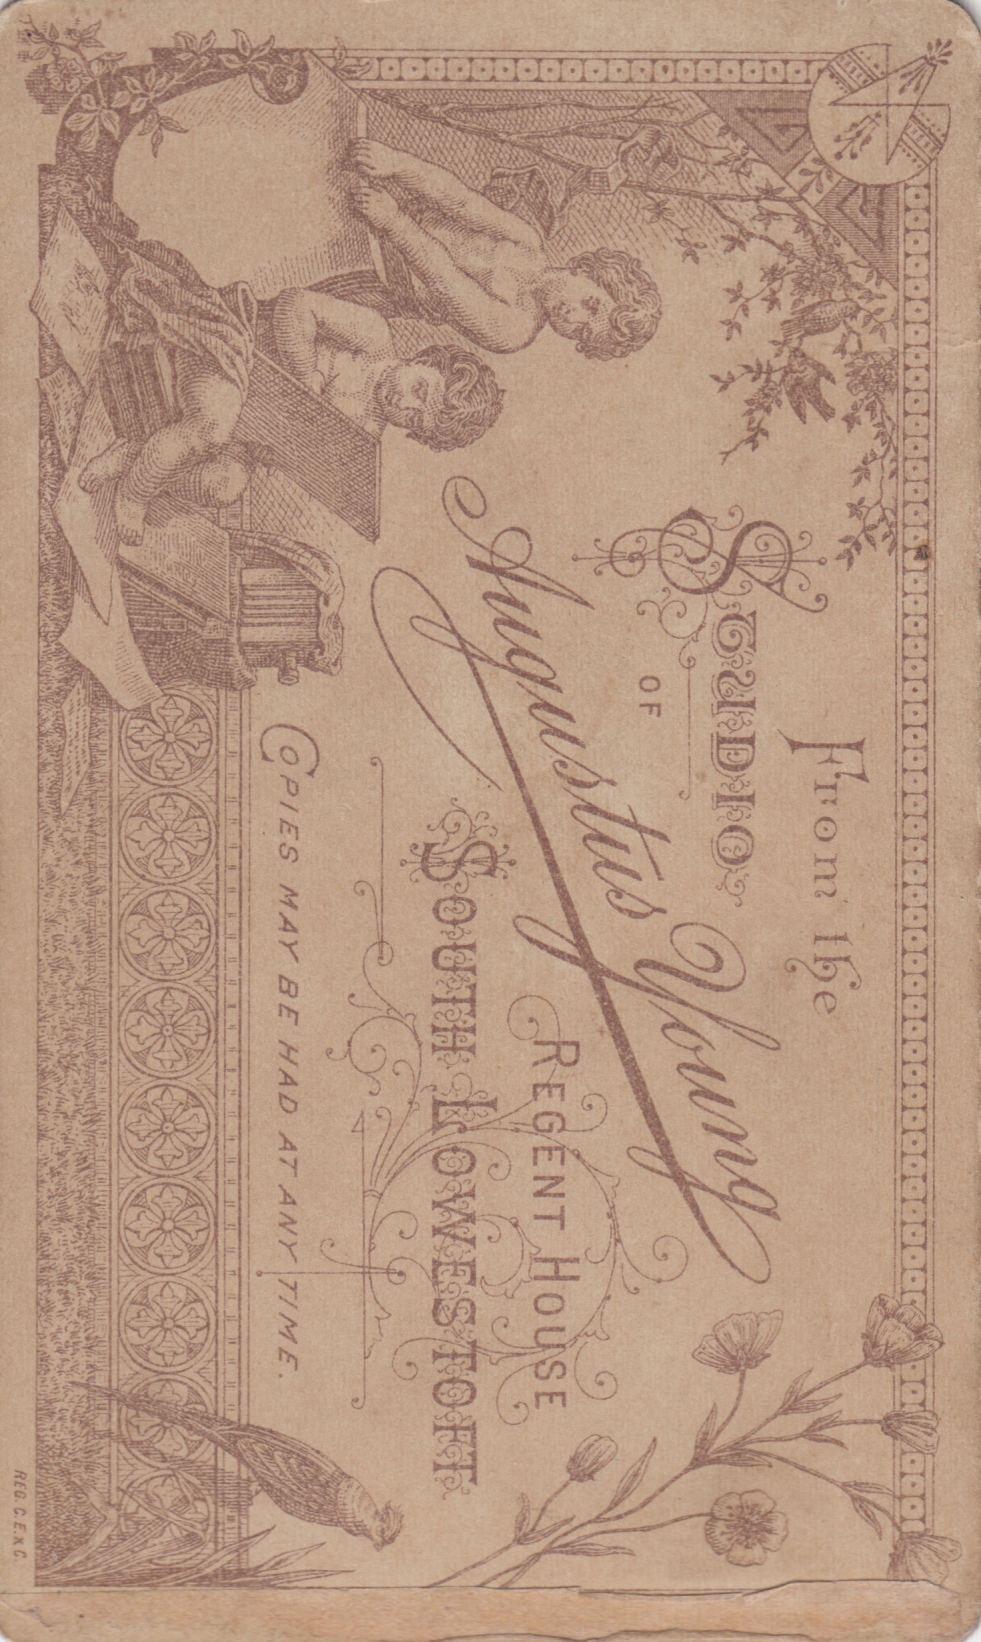 From the
STUDIO
OF
Augustus Young
REGENT HOUSE
SOUTH LOWESTOFT
COPIES MAY BE HAD AT ANY TIME.
REG. C.E.&C.